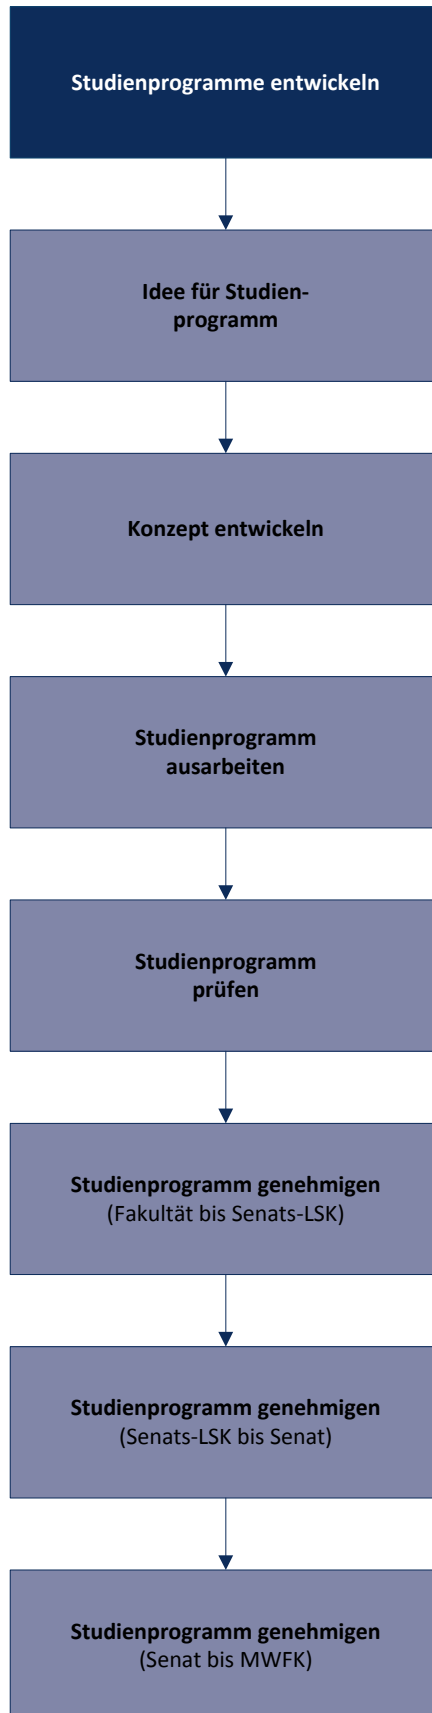 Studienprogramme entwickeln
Idee für Studien-
programm
Konzept entwickeln
Studienprogramm
ausarbeiten
Studienprogramm
prüfen
Studienprogramm genehmigen
(Fakultät bis Senats-LSK)
Studienprogramm genehmigen
(Senats-LSK bis Senat)
Studienprogramm genehmigen
(Senat bis MWFK)